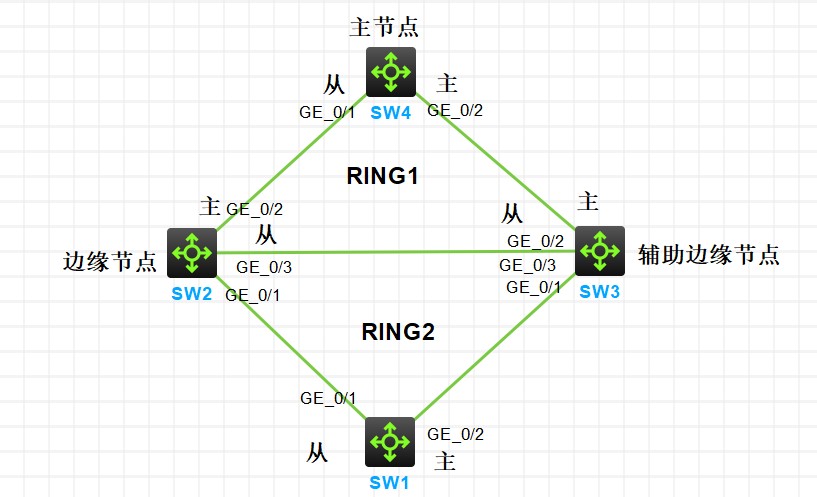 主节点
从
主
GE_0/1
SW4
GE_0/2
RING1
主
GE_0/2
从
从
主
GE_0/2
边缘节点
GE_0/3
GE_0/3
辅助边缘节点
SW2
GE_0/1
GE_0/1
SW3
RING2
GE_0/1
GE_0/2
从
主
SW1